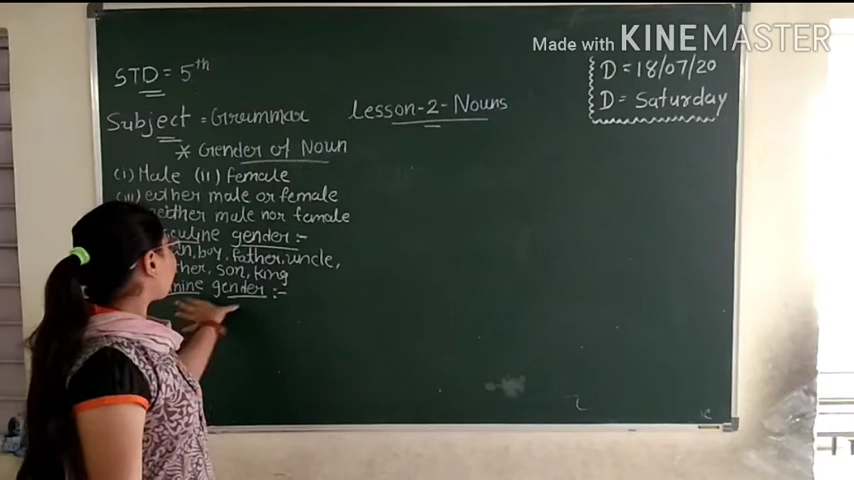 Made with KINEMASTER
STD = 5th
D = 18/07/20
D = Saturday
Subject = Grammar
Lesson-2-Nouns
* Gender of Noun
(i) Male (ii) Female
(iii) either male or female
neither male nor female
gender :-
boy, father, uncle,
son, king
gender :-